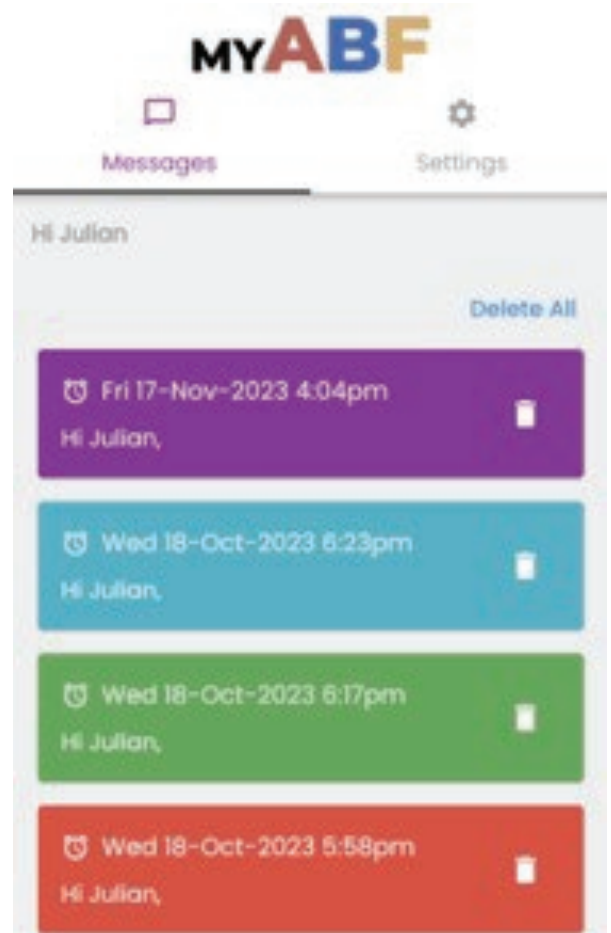 MYABF
Messages Settings
Hi Julian
Delete All
Fri 17-Nov-2023 4:04pm
Hi Julian,
Wed 18-Oct-2023 6:23pm
Hi Julian,
Wed 18-Oct-2023 6:17pm
Hi Julian,
Wed 18-Oct-2023 5:58pm
Hi Julian,